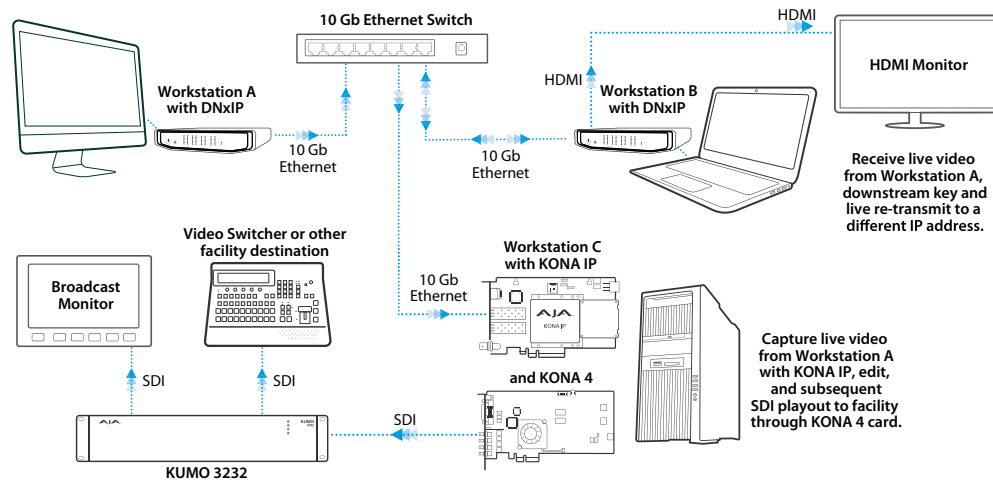 10 Gb Ethernet Switch
HDMI
HDMI Monitor
HDMI
Workstation A
with DNxIP
Workstation B
with DNxIP
10 Gb
Ethernet
10 Gb
Ethernet
Receive live video
from Workstation A,
downstream key and
live re-transmit to a
different IP address.
Video Switcher or other
facility destination
Broadcast
Monitor
10 Gb
Ethernet
Workstation C
with KONA IP
AJA
KONA IP
Capture live video
from Workstation A
with KONA IP, edit,
and subsequent
SDI playout to facility
through KONA 4 card.
and KONA 4
SDI
SDI
SDI
AJA
KUMO
3232
KUMO 3232